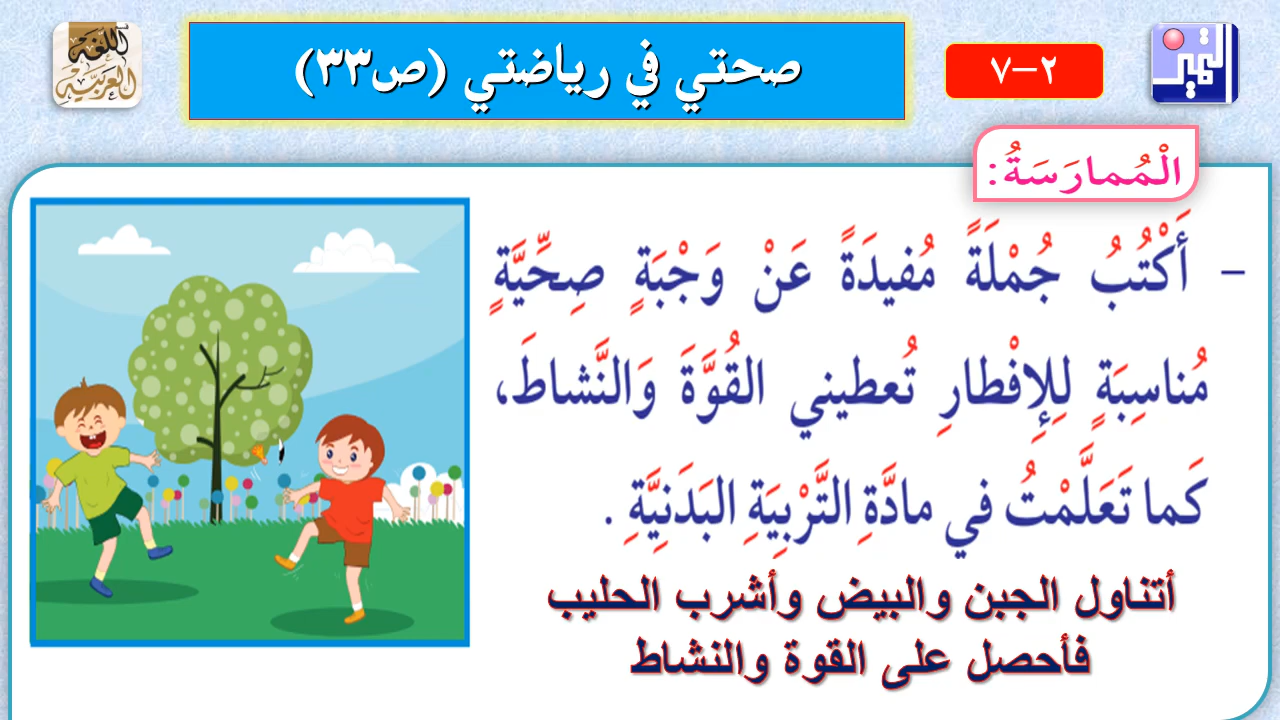 التميز
٢-٧
صحتي في رياضتي (ص٣٣)
اللغة العربية
الْمُمارَسَةُ:
- أَكْتُبُ جُمْلَةً مُفيدَةً عَنْ وَجْبَةٍ صِحِّيَّةٍ
مُناسِبَةٍ لِلإِفْطارِ تُعطيني القُوَّةَ وَالنَّشاطَ،
كَما تَعَلَّمْتُ في مادَّةِ التَّرْبِيَةِ البَدَنِيَّةِ .
أتناول الجبن والبيض وأشرب الحليب
فأحصل على القوة والنشاط